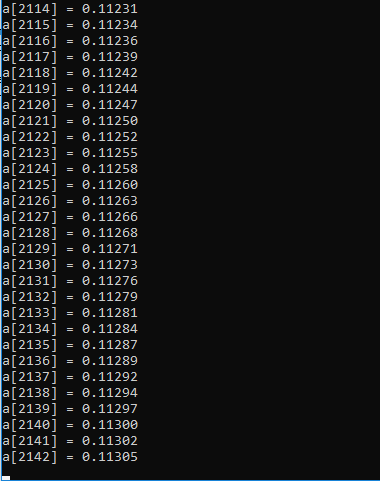 a[2114] = 0.11231
a[2115] = 0.11234
a[2116] = 0.11236
a[2117] = 0.11239
a[2118] = 0.11242
a[2119] = 0.11244
a[2120] = 0.11247
a[2121] = 0.11250
a[2122] = 0.11252
a[2123] = 0.11255
a[2124] = 0.11258
a[2125] = 0.11260
a[2126] = 0.11263
a[2127] = 0.11266
a[2128] = 0.11268
a[2129] = 0.11271
a[2130] = 0.11273
a[2131] = 0.11276
a[2132] = 0.11279
a[2133] = 0.11281
a[2134] = 0.11284
a[2135] = 0.11287
a[2136] = 0.11289
a[2137] = 0.11292
a[2138] = 0.11294
a[2139] = 0.11297
a[2140] = 0.11300
a[2141] = 0.11302
a[2142] = 0.11305